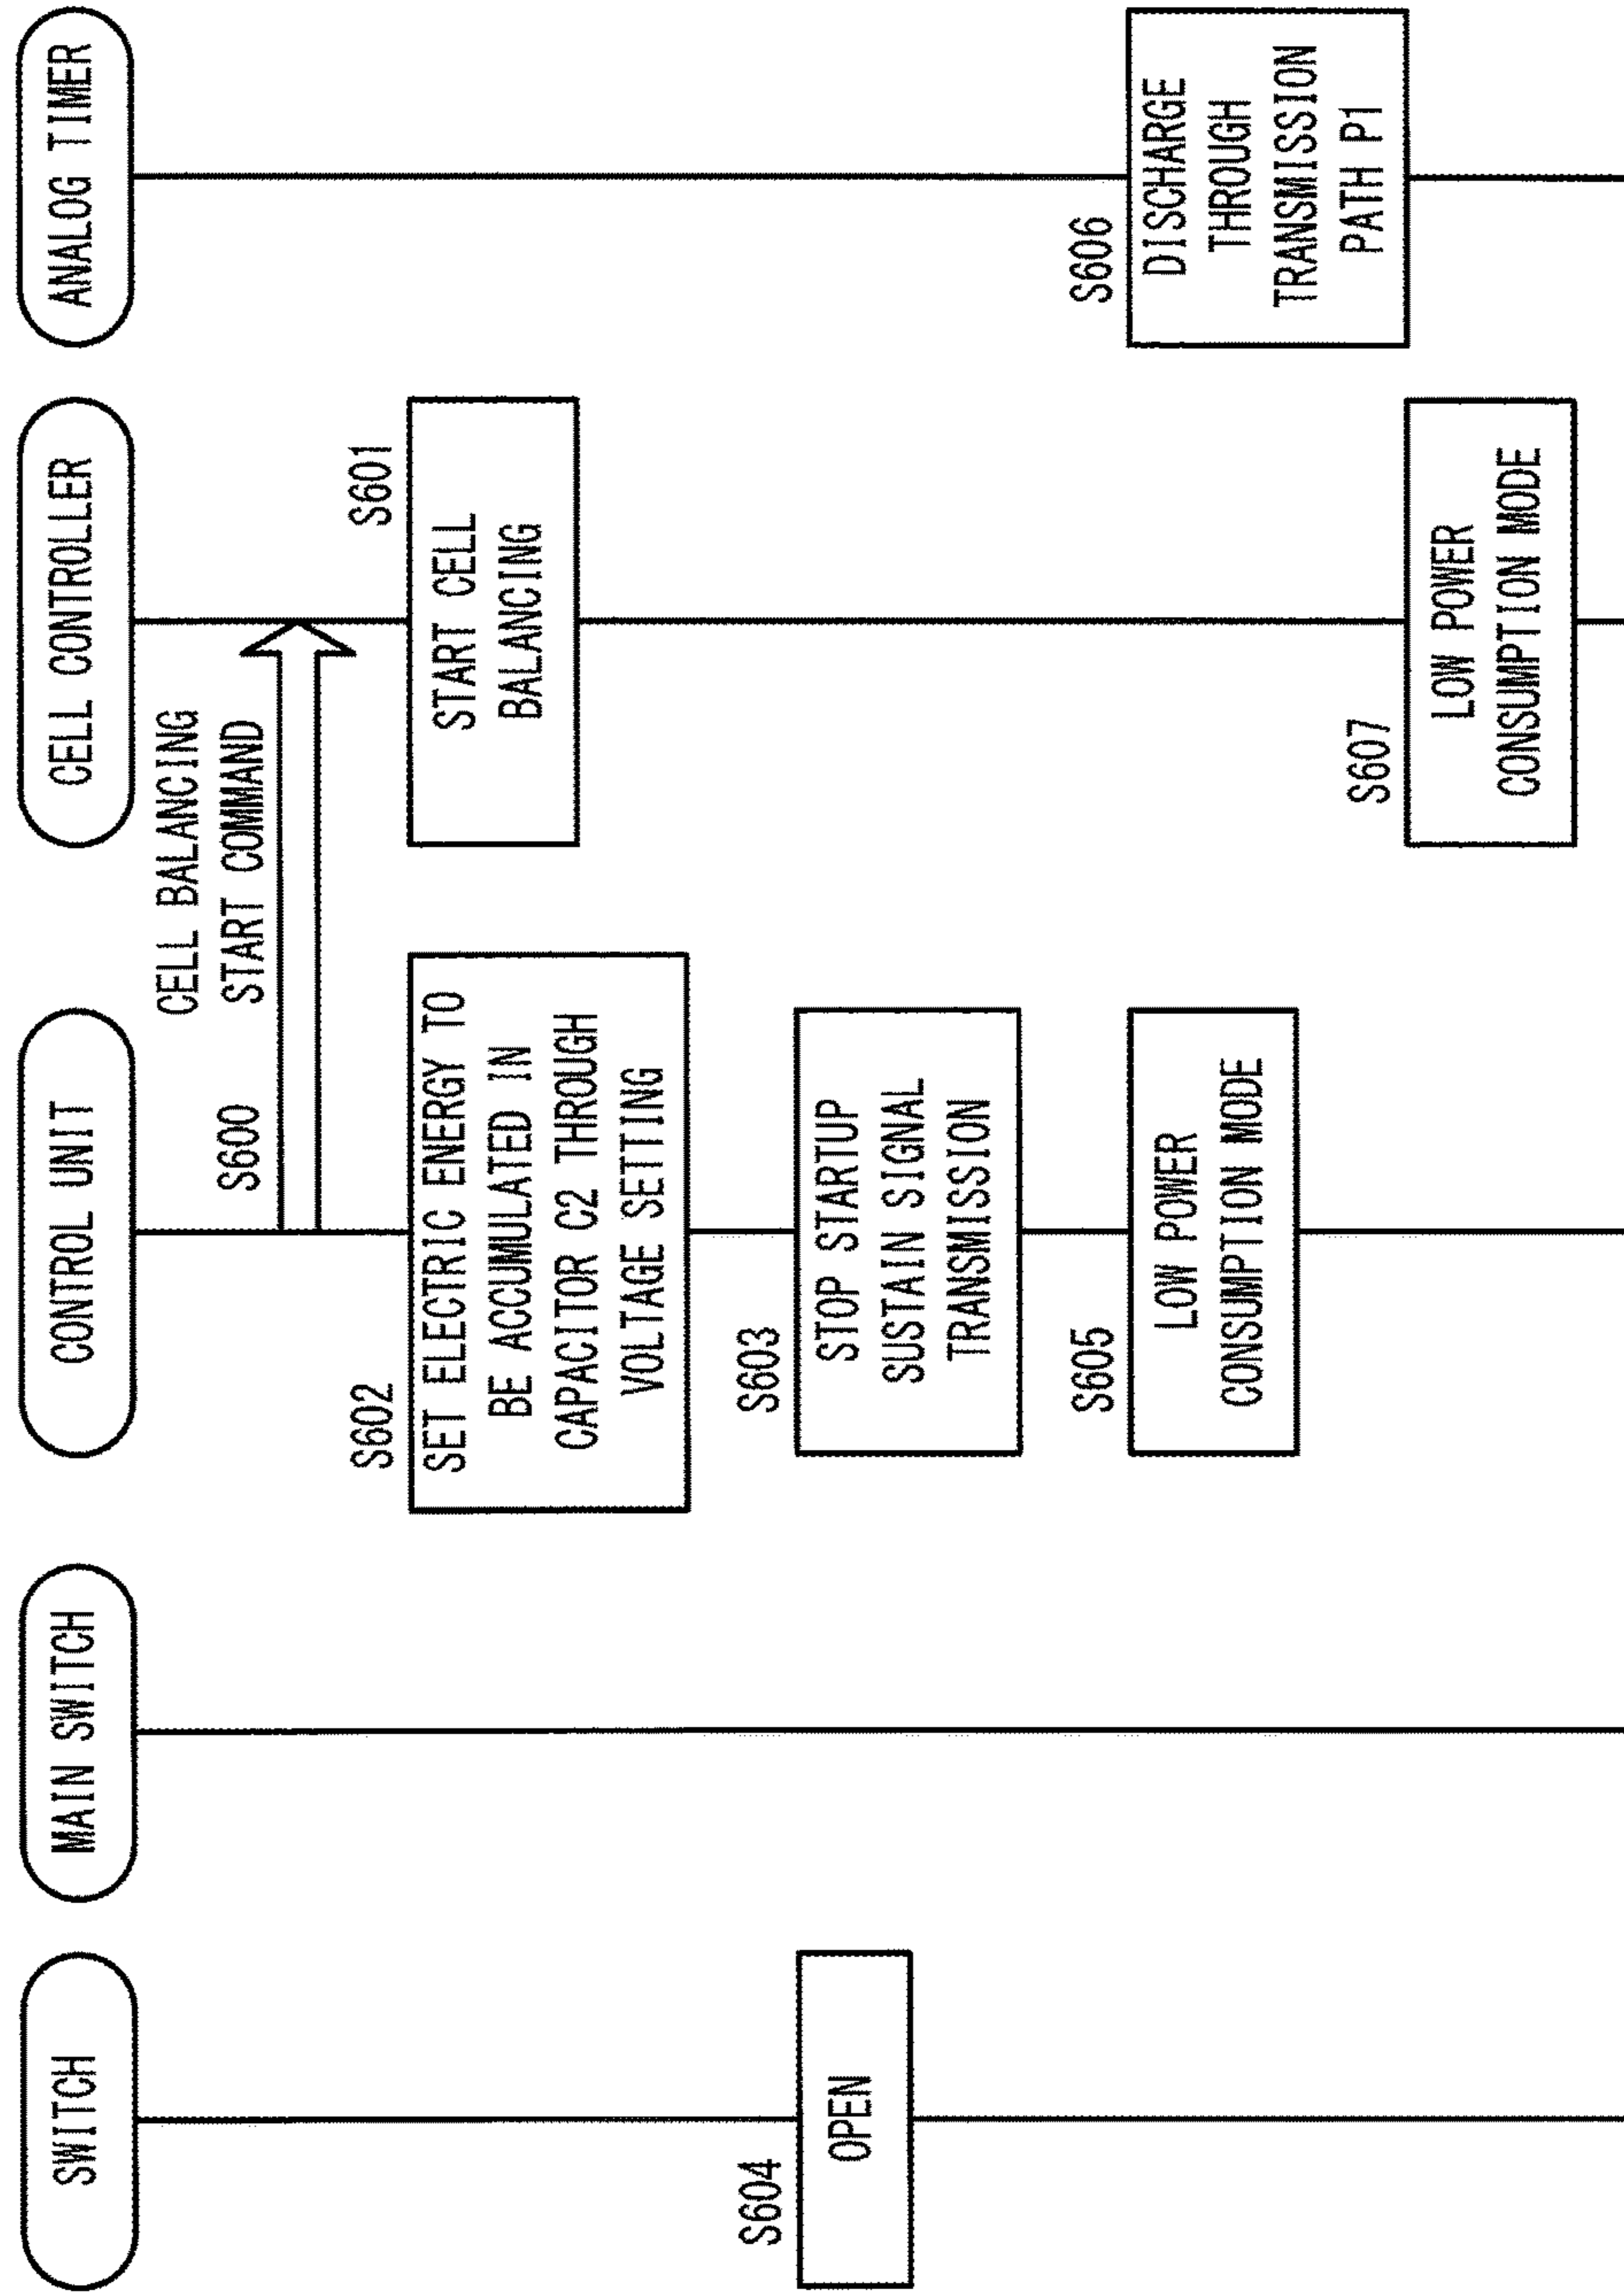 SWITCH
MAIN SWITCH
CONTROL UNIT
CELL CONTROLLER
ANALOG TIMER
S600
CELL BALANCING
START COMMAND
S602
SET ELECTRIC ENERGY TO
BE ACCUMULATED IN
CAPACITOR C2 THROUGH
VOLTAGE SETTING
S601
START CELL
BALANCING
S604
OPEN
S603
STOP STARTUP
SUSTAIN SIGNAL
TRANSMISSION
S605
LOW POWER
CONSUMPTION MODE
S606
DISCHARGE
THROUGH
TRANSMISSION
PATH P1
S607
LOW POWER
CONSUMPTION MODE